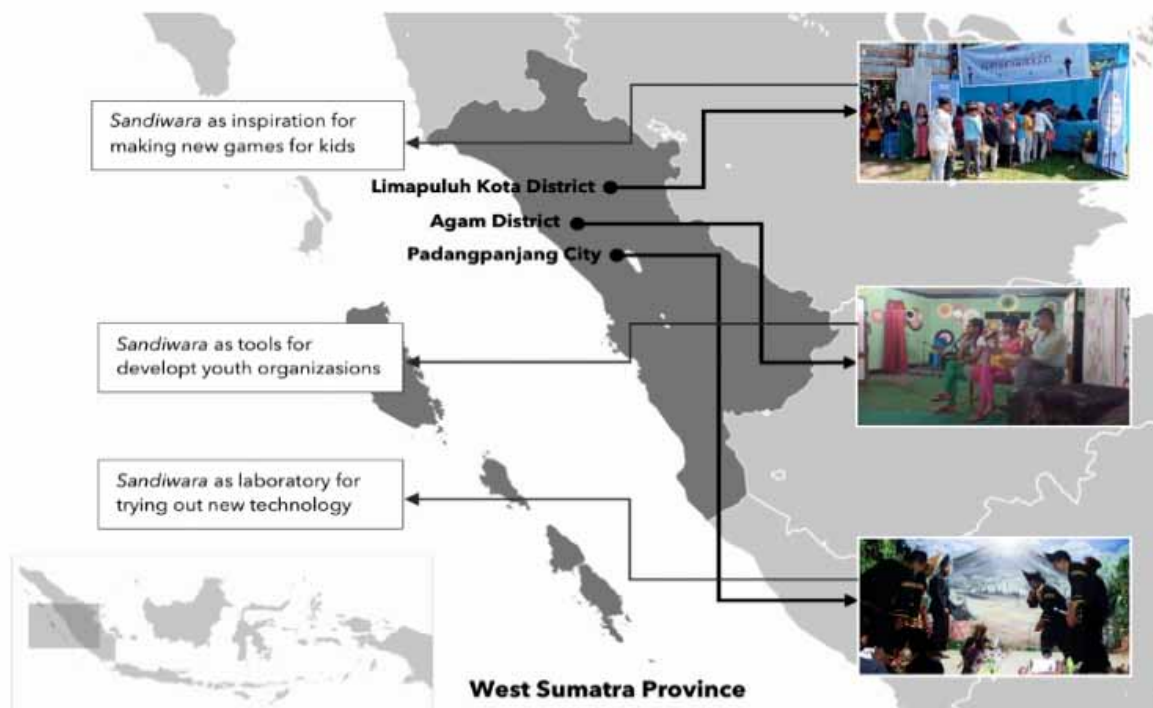 Sandiwara as inspiration for
making new games for kids
Limapuluh Kota District
Agam District
Padangpanjang City
Sandiwara as tools for
developt youth organizasions
Sandiwara as laboratory for
trying out new technology
West Sumatra Province